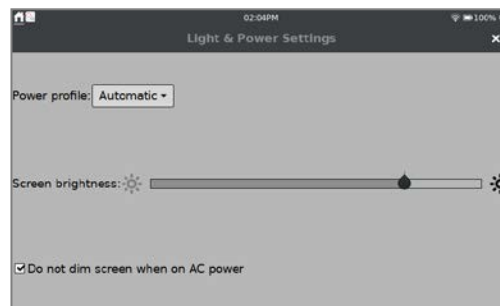 02:04PM
100%
Light & Power Settings
Power profile: Automatic
Screen brightness:
Do not dim screen when on AC power